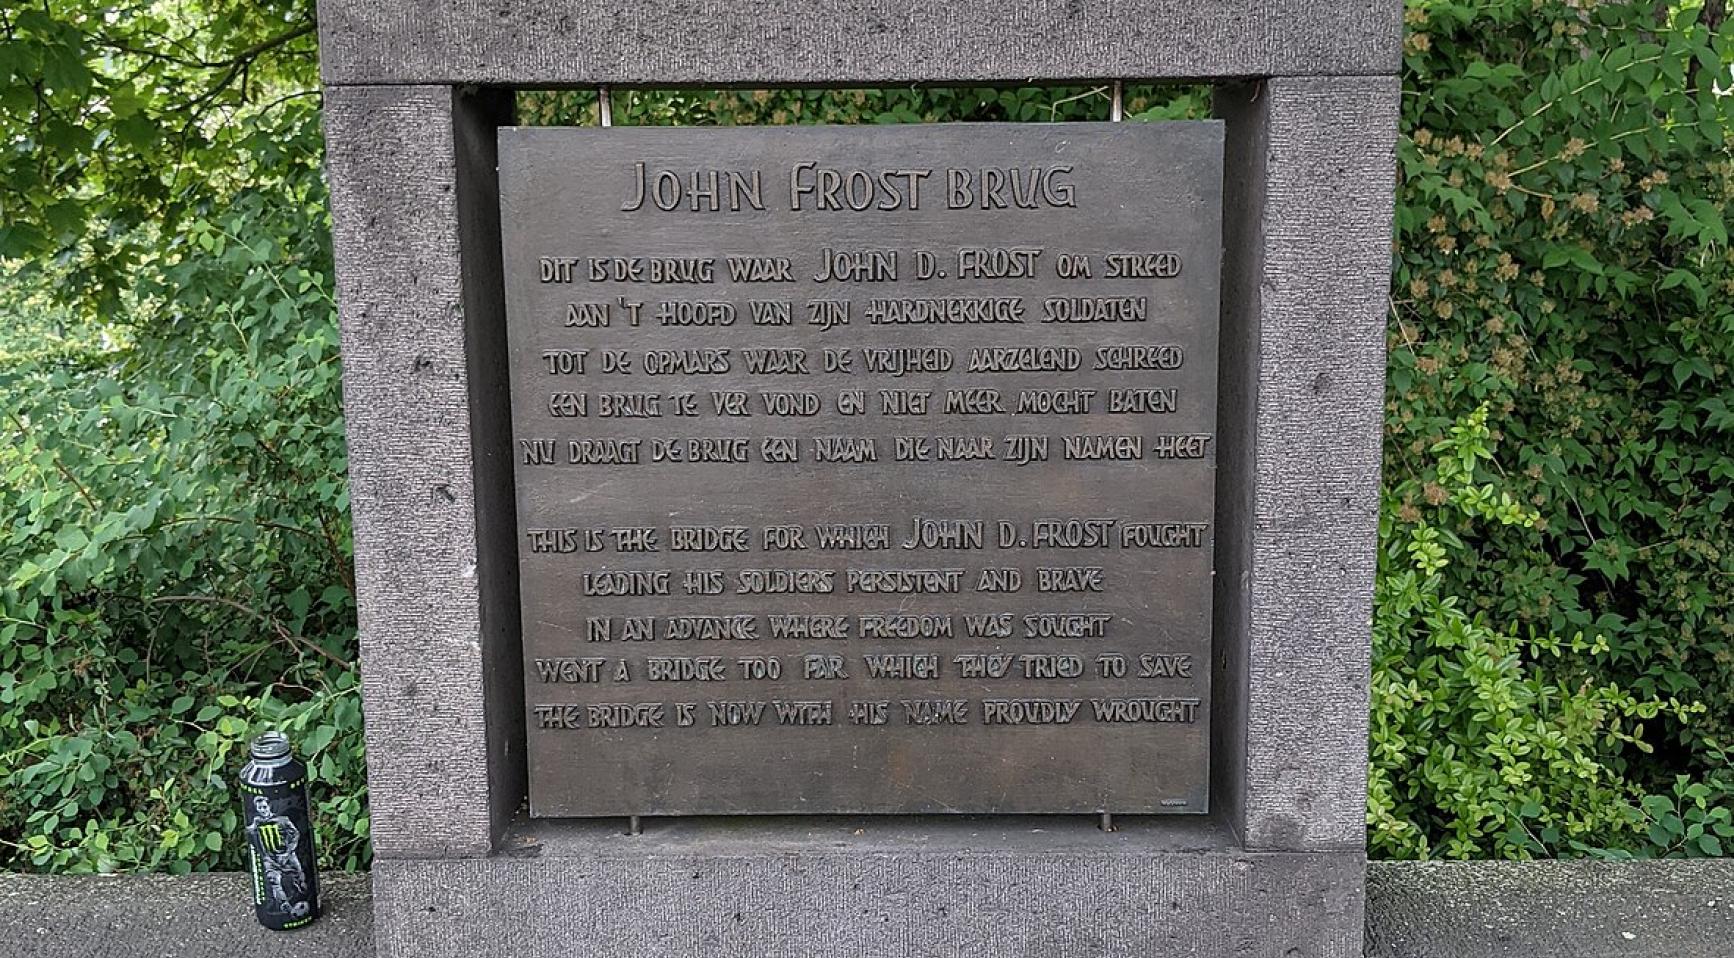 JOHN FROST BRUG
DIT IS DE BRUG WAAR JOHN D. FROST OM STREED
AAN 'T HOOFD VAN ZIJN HARDNEKKIGE SOLDATEN
TOT DE OPMARS WAAR DE VRIJHEID AARZELEND SCHREED
EEN BRUG TE VER VOND EN NIET MEER MOCHT BATEN
NU DRAAGT DE BRUG EEN NAAM DIE NAAR ZIJN NAMEN HEET
THIS IS THE BRIDGE FOR WHICH JOHN D. FROST FOUGHT
LEADING HIS SOLDIERS PERSISTENT AND BRAVE
IN AN ADVANCE WHERE FREEDOM WAS SOUGHT
WENT A BRIDGE TOO FAR WHICH THEY TRIED TO SAVE
THE BRIDGE IS NOW WITH HIS NAME PROUDLY WROUGHT